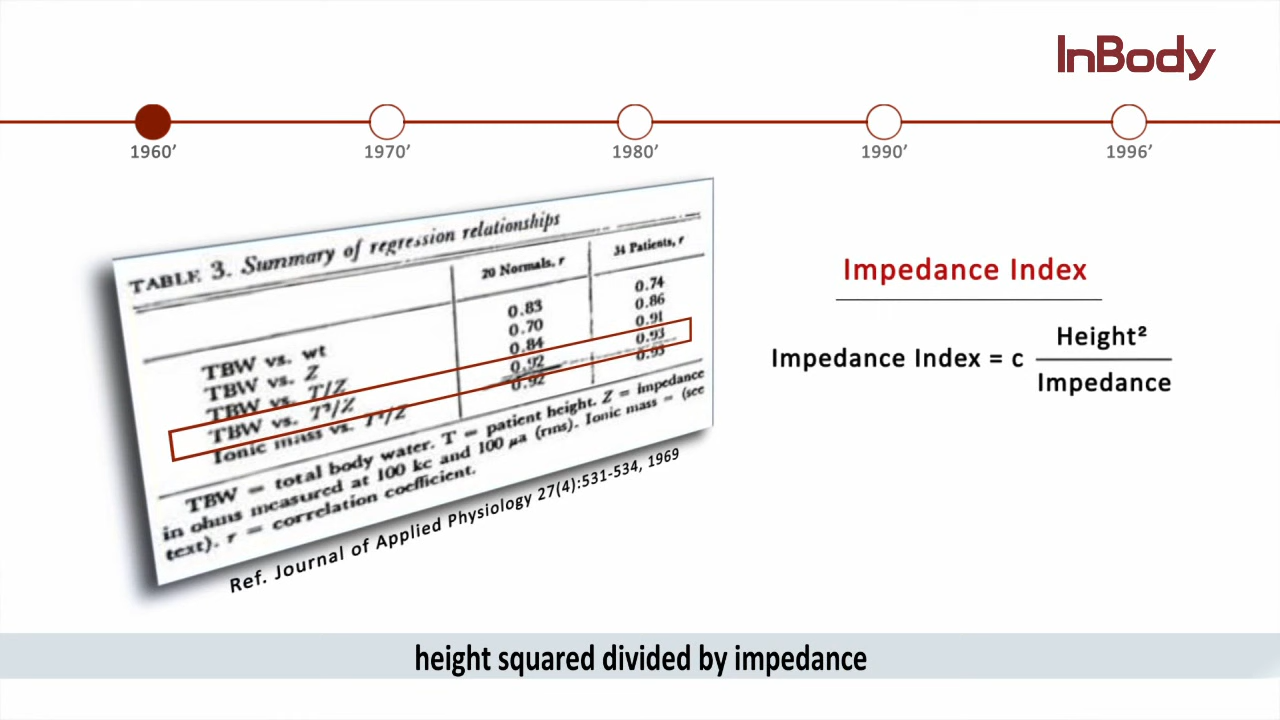 InBody
1960’ 1970’ 1980’ 1990’ 1996’
TABLE 3. Summary of regression relationships
20 Normals, r 34 Patients, r
TBW vs. wt 0.83 0.74
TBW vs. Z 0.70 0.86
TBW vs. T/Z 0.84 0.91
TBW vs. T²/Z 0.92 0.93
Ionic mass vs. T²/Z 0.92 0.93
TBW = total body water. T = patient height. Z = impedance
in ohms measured at 100 kc and 100 μa (rms). Ionic mass = (see
text). r = correlation coefficient.
Ref. Journal of Applied Physiology 27(4):531-534, 1969
Impedance Index
Impedance Index = c Height²
Impedance
height squared divided by impedance